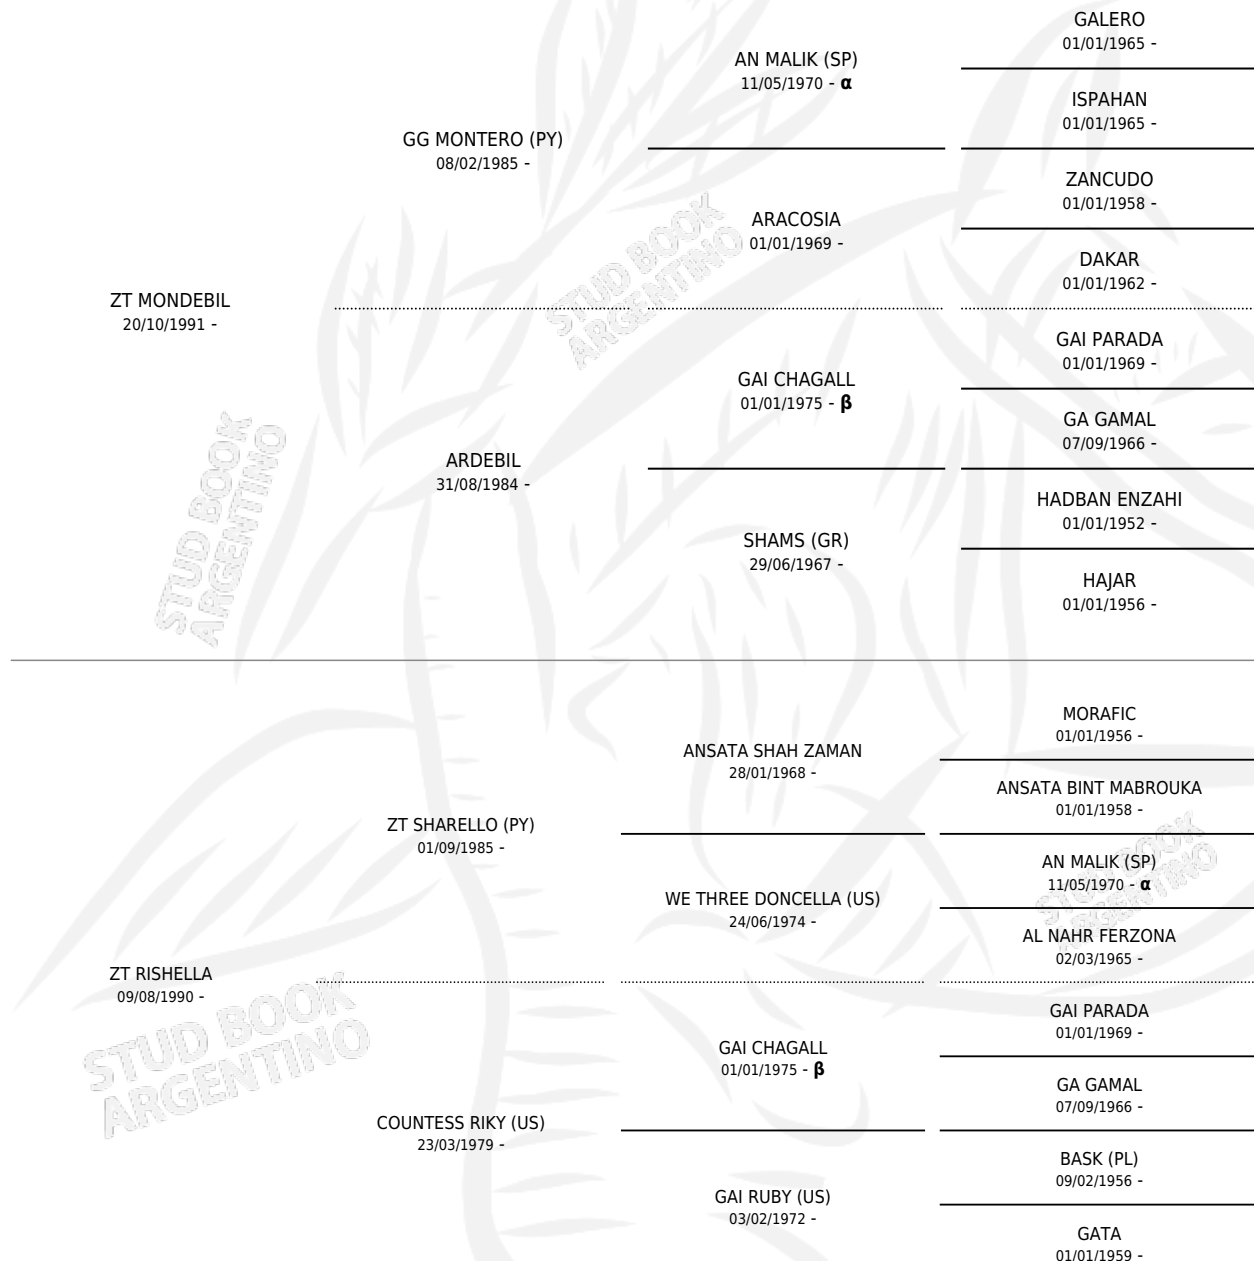 GALERO
01/01/1965 -
AN MALIK (SP)
11/05/1970 - α
ISPAHAN
01/01/1965 -
GG MONTERO (PY)
08/02/1985 -
ZANCUDO
01/01/1958 -
ARACOSIA
01/01/1969 -
DAKAR
01/01/1962 -
ZT MONDEBIL
20/10/1991 -
GAI PARADA
01/01/1969 -
GAI CHAGALL
01/01/1975 - β
GA GAMAL
07/09/1966 -
ARDEBIL
31/08/1984 -
HADBAN ENZAHI
01/01/1952 -
SHAMS (GR)
29/06/1967 -
HAJAR
01/01/1956 -
MORAFIC
01/01/1956 -
ANSATA SHAH ZAMAN
28/01/1968 -
ANSATA BINT MABROUKA
01/01/1958 -
ZT SHARELLO (PY)
01/09/1985 -
AN MALIK (SP)
11/05/1970 - α
WE THREE DONCELLA (US)
24/06/1974 -
AL NAHR FERZONA
02/03/1965 -
ZT RISHELLA
09/08/1990 -
GAI PARADA
01/01/1969 -
GAI CHAGALL
01/01/1975 - β
GA GAMAL
07/09/1966 -
COUNTESS RIKY (US)
23/03/1979 -
BASK (PL)
09/02/1956 -
GAI RUBY (US)
03/02/1972 -
GATA
01/01/1959 -
STUD BOOK
ARGENTINO
STUD BOOK
ARGENTINO
STUD BOOK
ARGENTINO
STUD BOOK
ARGENTINO